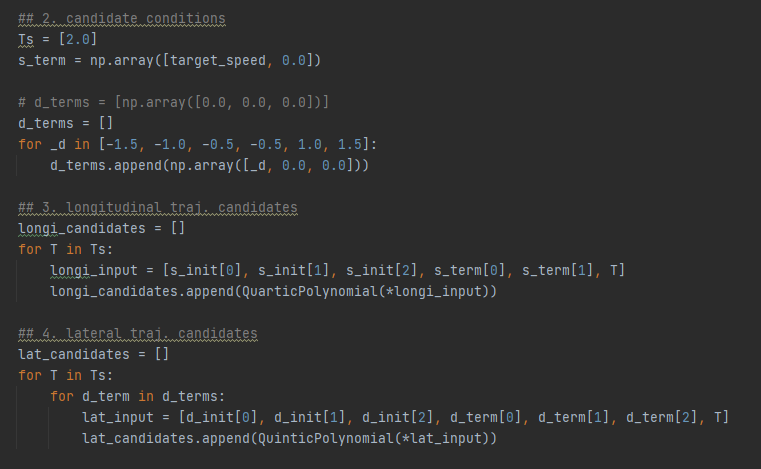 ## 2. candidate conditions
Ts = [2.0]
s_term = np.array([target_speed, 0.0])
# d_terms = [np.array([0.0, 0.0, 0.0])]
d_terms = []
for _d in [-1.5, -1.0, -0.5, -0.5, 1.0, 1.5]:
    d_terms.append(np.array([_d, 0.0, 0.0]))
## 3. longitudinal traj. candidates
longi_candidates = []
for T in Ts:
    longi_input = [s_init[0], s_init[1], s_init[2], s_term[0], s_term[1], T]
    longi_candidates.append(QuarticPolynomial(*longi_input))
## 4. lateral traj. candidates
lat_candidates = []
for T in Ts:
    for d_term in d_terms:
        lat_input = [d_init[0], d_init[1], d_init[2], d_term[0], d_term[1], d_term[2], T]
        lat_candidates.append(QuinticPolynomial(*lat_input))